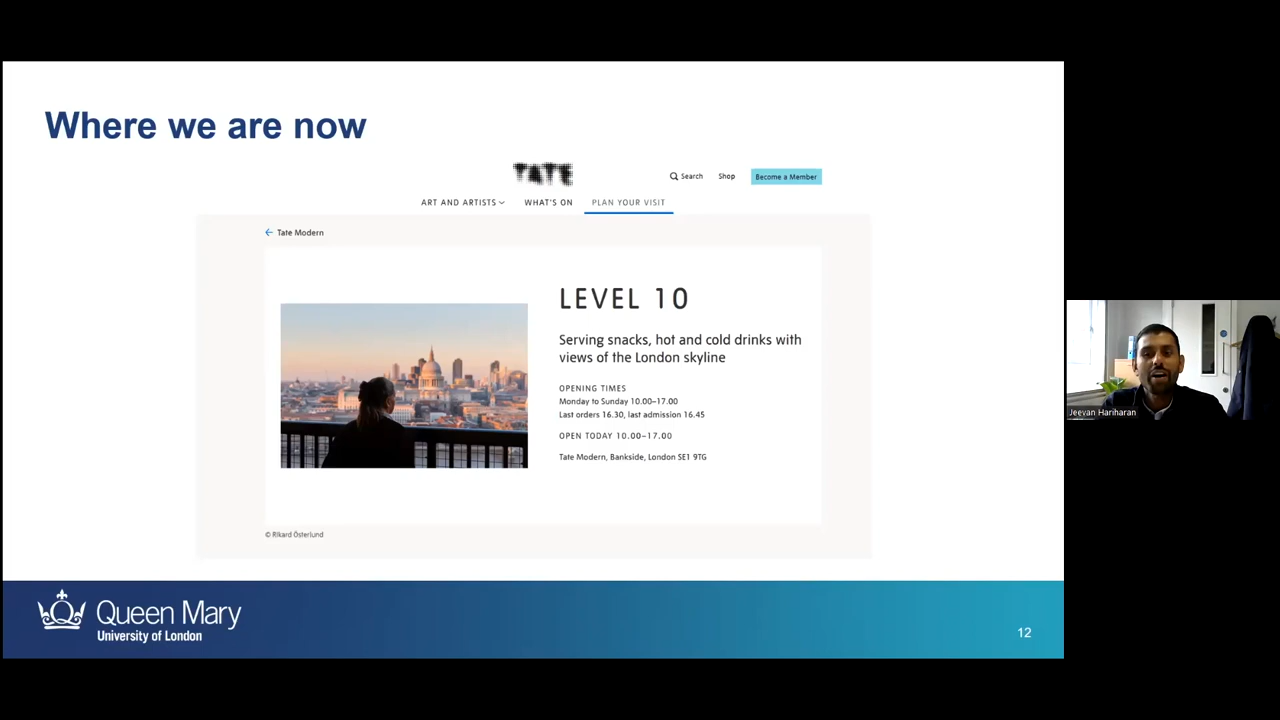 Where we are now
TATE
Search
Shop
Become a Member
ART AND ARTISTS
WHAT'S ON
PLAN YOUR VISIT
Tate Modern
LEVEL 10
Serving snacks, hot and cold drinks with
views of the London skyline
OPENING TIMES
Monday to Sunday 10.00–17.00
Last orders 16.30, last admission 16.45
OPEN TODAY 10.00–17.00
Tate Modern, Bankside, London SE1 9TG
© Rikard Österlund
Jeevan Hariharan
Queen Mary
University of London
12